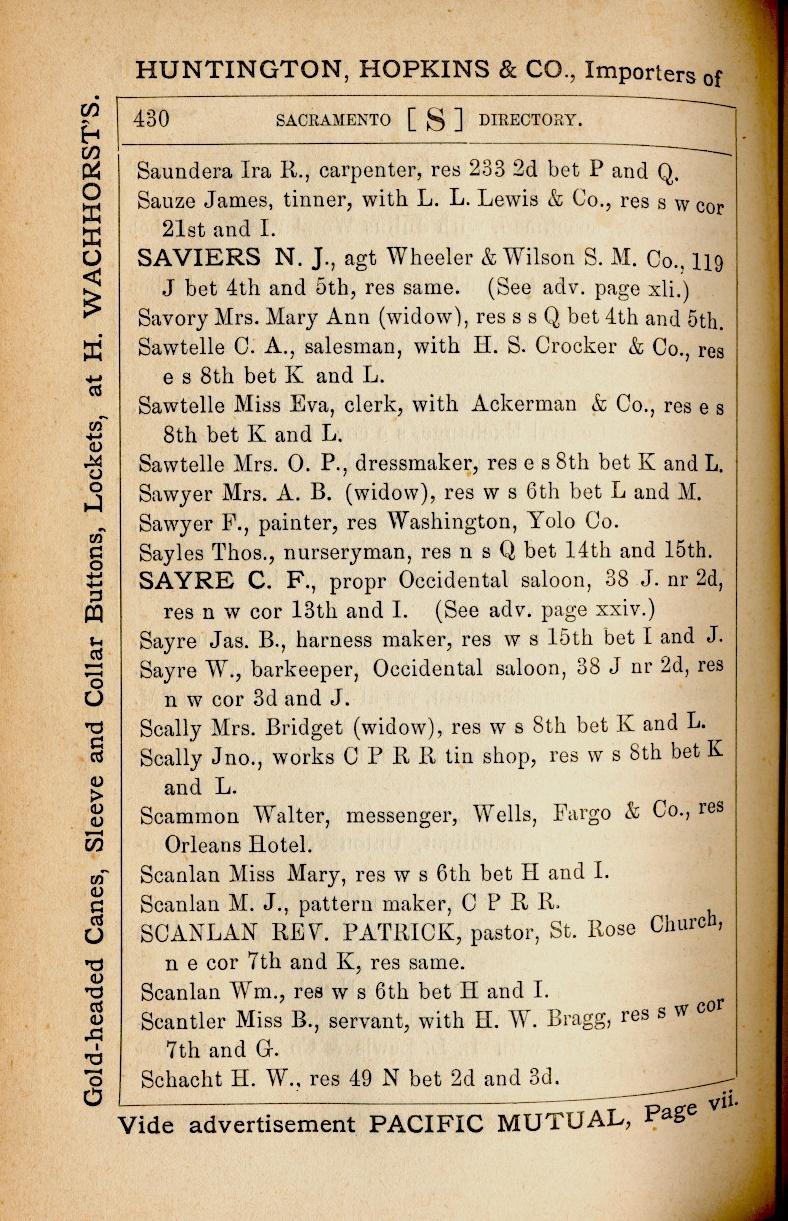 HUNTINGTON, HOPKINS & CO., Importers of
430 SACRAMENTO [ S ] DIRECTORY.
Saundera Ira R., carpenter, res 233 2d bet P and Q.
Sauze James, tinner, with L. L. Lewis & Co., res s w cor
21st and I.
SAVIERS N. J., agt Wheeler & Wilson S. M. Co., 119
J bet 4th and 5th, res same. (See adv. page xli.)
Savory Mrs. Mary Ann (widow), res s s Q bet 4th and 5th.
Sawtelle C. A., salesman, with H. S. Crocker & Co., res
e s 8th bet K and L.
Sawtelle Miss Eva, clerk, with Ackerman & Co., res e s
8th bet K and L.
Sawtelle Mrs. O. P., dressmaker, res e s 8th bet K and L.
Sawyer Mrs. A. B. (widow), res w s 6th bet L and M.
Sawyer F., painter, res Washington, Yolo Co.
Sayles Thos., nurseryman, res n s Q bet 14th and 15th.
SAYRE C. F., propr Occidental saloon, 38 J. nr 2d,
res n w cor 13th and I. (See adv. page xxiv.)
Sayre Jas. B., harness maker, res w s 15th bet I and J.
Sayre W., barkeeper, Occidental saloon, 38 J nr 2d, res
n w cor 3d and J.
Scally Mrs. Bridget (widow), res w s 8th bet K and L.
Scally Jno., works C P R R tin shop, res w s 8th bet K
and L.
Scammon Walter, messenger, Wells, Fargo & Co., res
Orleans Hotel.
Scanlan Miss Mary, res w s 6th bet H and I.
Scanlan M. J., pattern maker, C P R R.
SCANLAN REV. PATRICK, pastor, St. Rose Church,
n e cor 7th and K, res same.
Scanlan Wm., res w s 6th bet H and I.
Scantler Miss B., servant, with H. W. Bragg, res s w cor
7th and G.
Schacht H. W., res 49 N bet 2d and 3d.
Vide advertisement PACIFIC MUTUAL, Page vii.
Gold-headed Canes, Sleeve and Collar Buttons, Lockets, at H. WACHHORST'S.